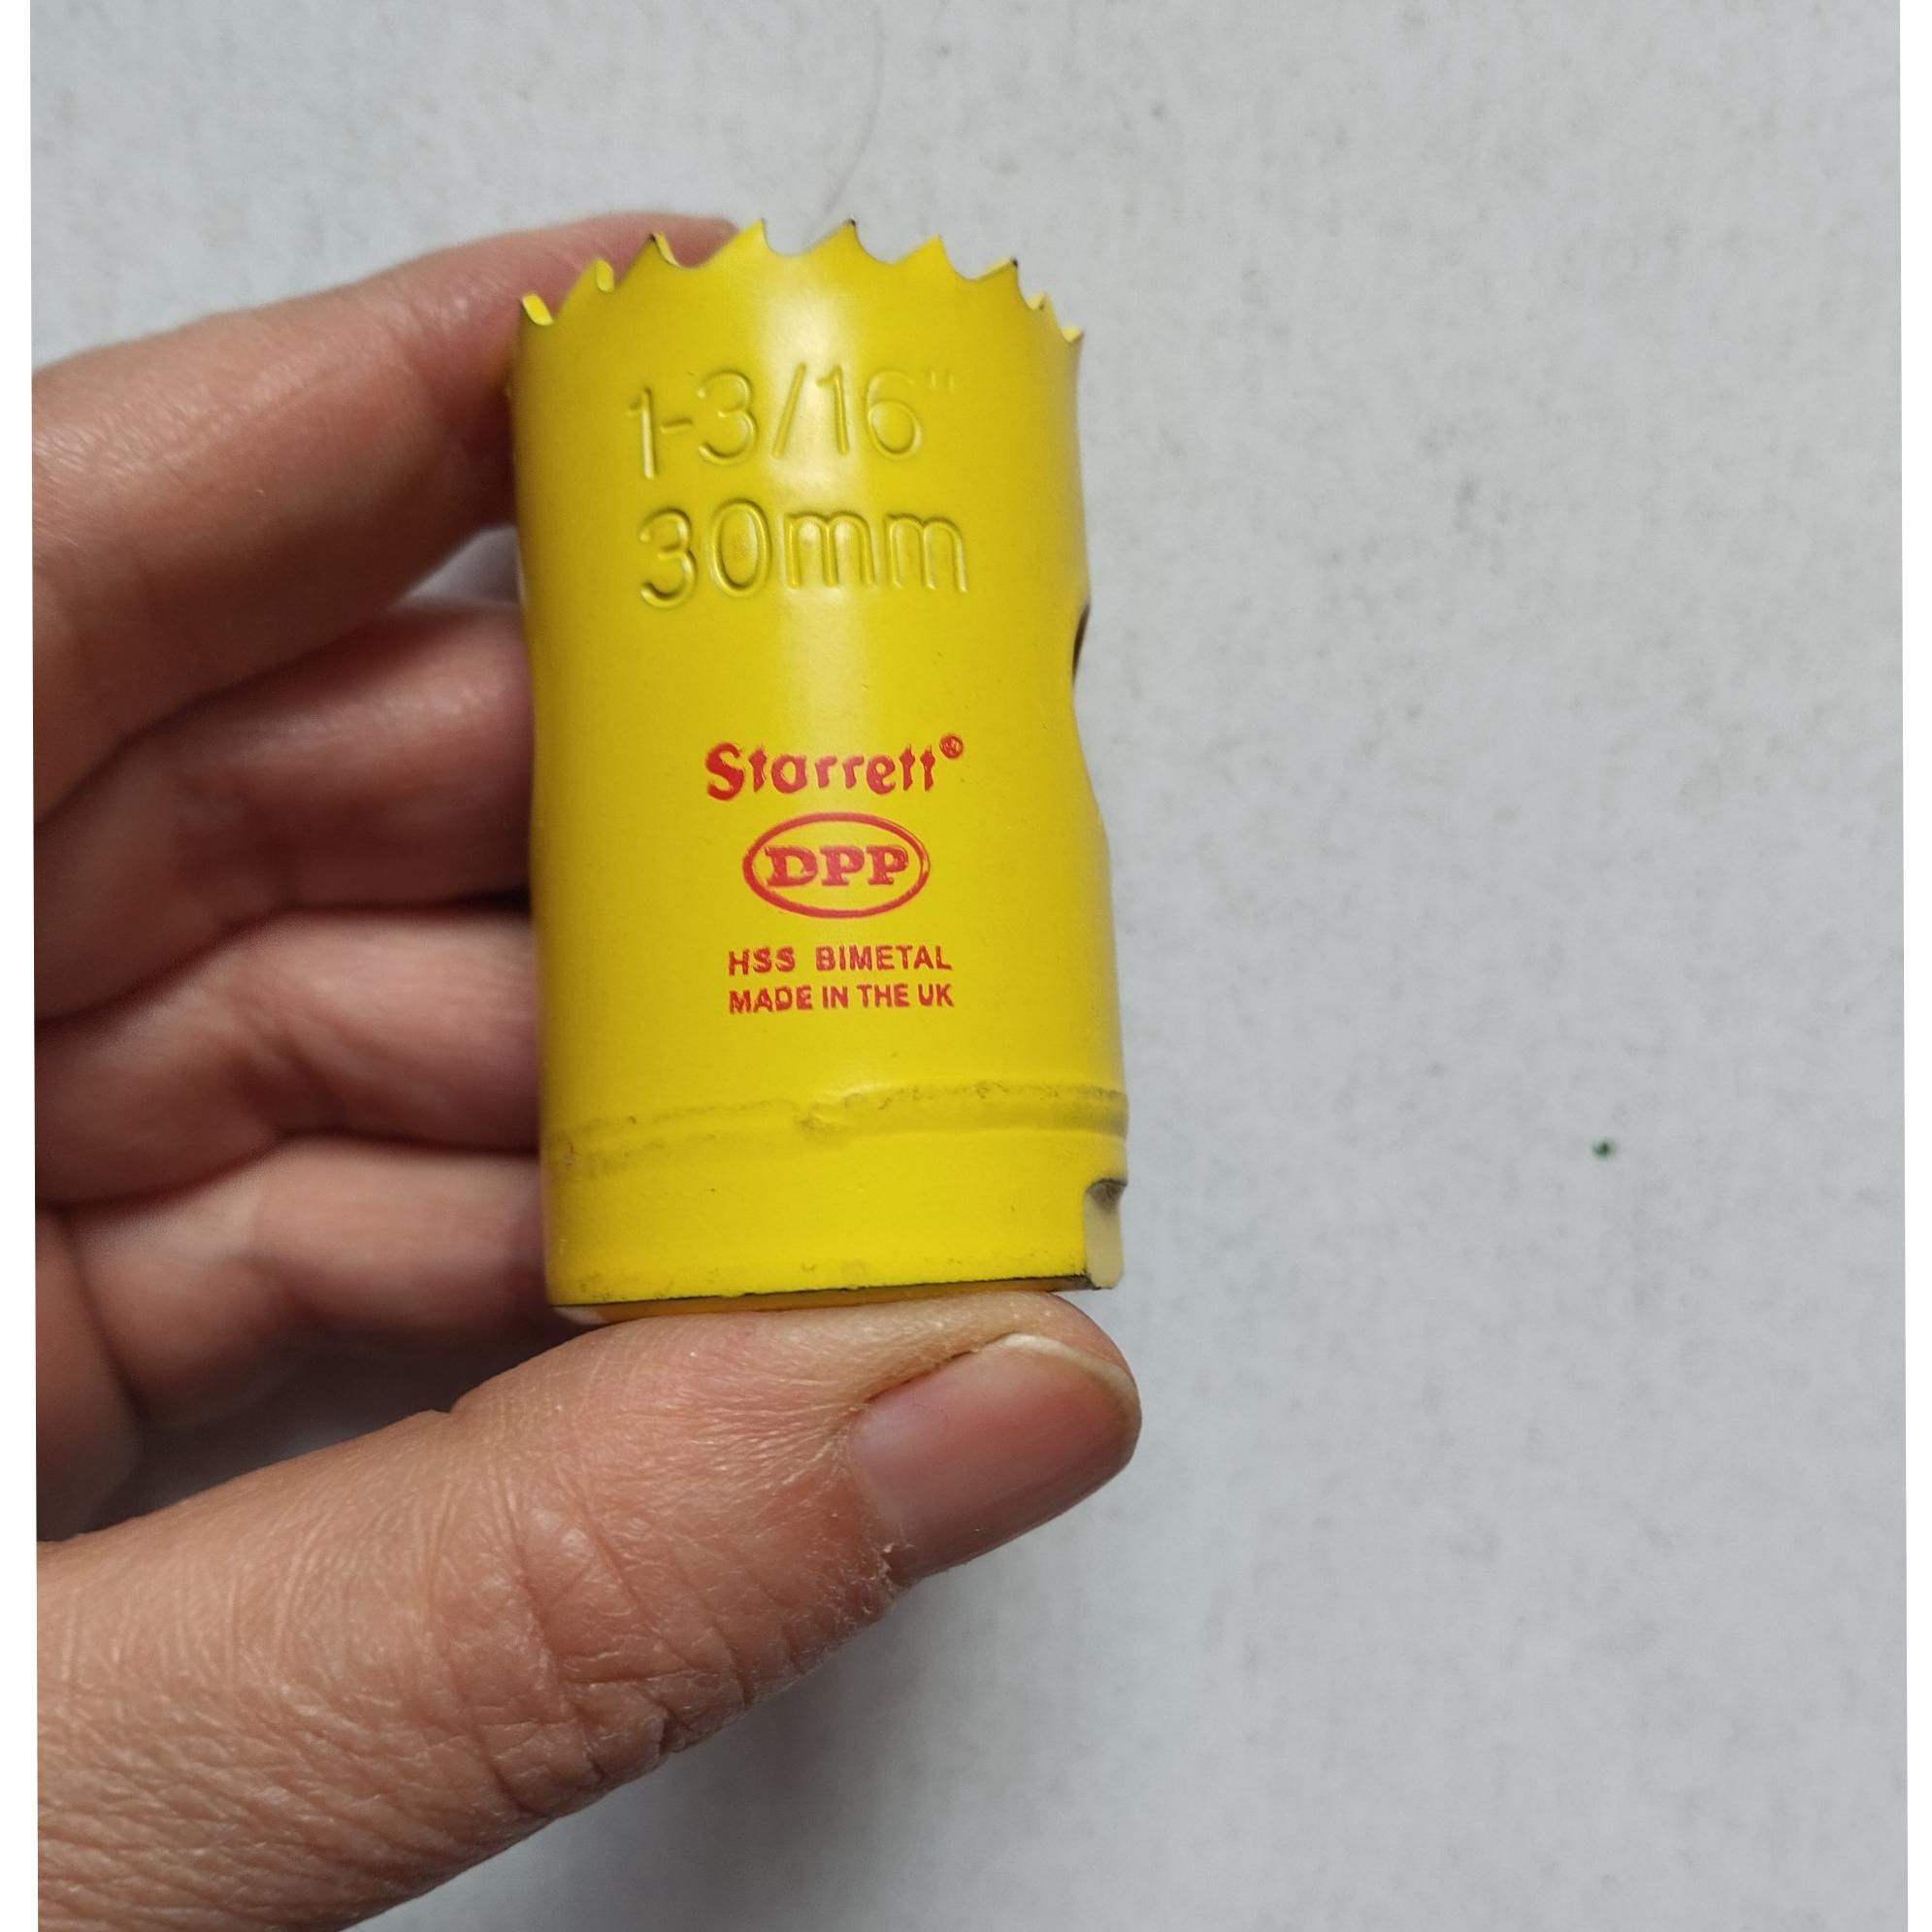 1-3/16"
30mm
Starrett®
DPP
HSS BIMETAL
MADE IN THE UK